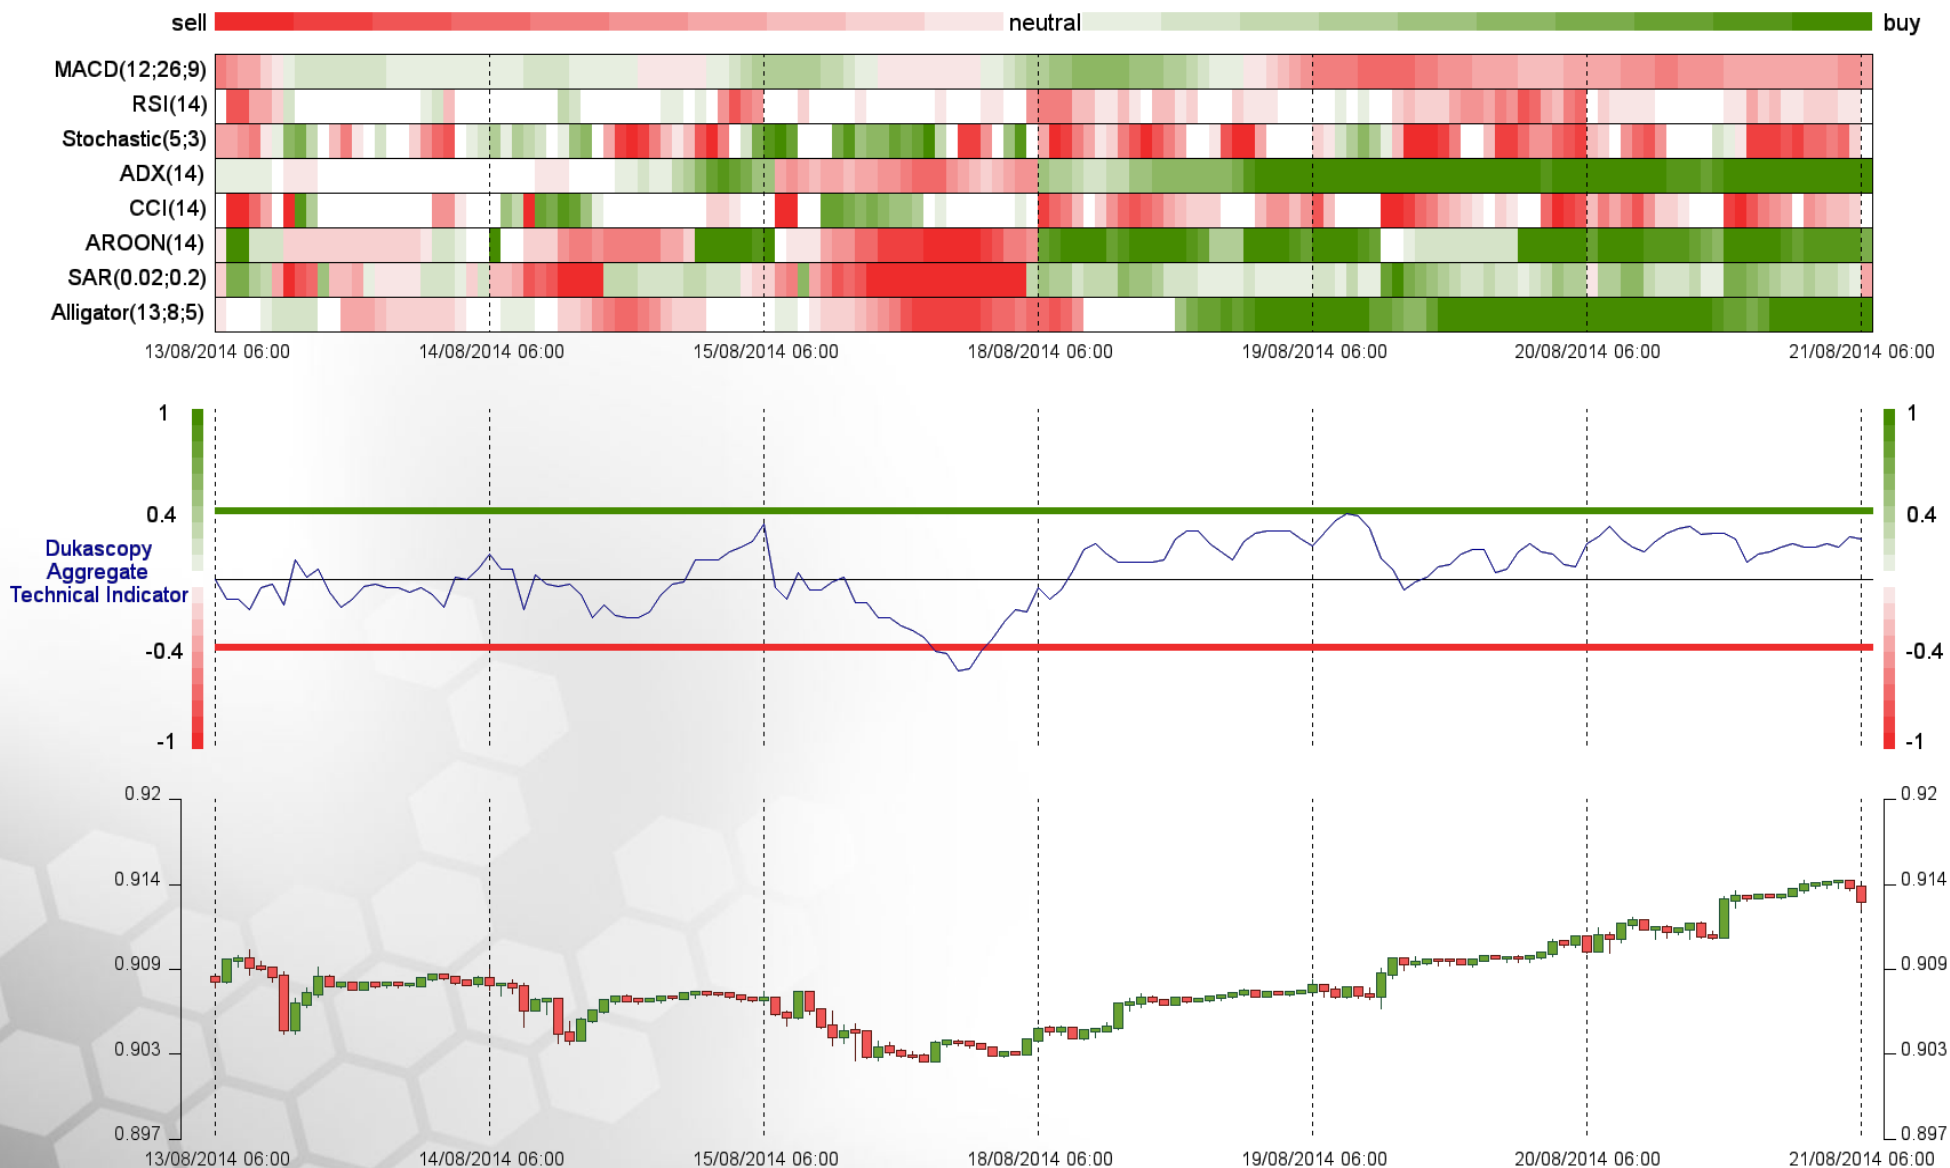 sell neutral buy
MACD(12;26;9)
RSI(14)
Stochastic(5;3)
ADX(14)
CCI(14)
AROON(14)
SAR(0.02;0.2)
Alligator(13;8;5)
13/08/2014 06:00 14/08/2014 06:00 15/08/2014 06:00 18/08/2014 06:00 19/08/2014 06:00 20/08/2014 06:00 21/08/2014 06:00
1 1
0.4 0.4
Dukascopy
Aggregate
Technical Indicator
-0.4 -0.4
-1 -1
0.92 0.92
0.914 0.914
0.909 0.909
0.903 0.903
0.897 0.897
13/08/2014 06:00 14/08/2014 06:00 15/08/2014 06:00 18/08/2014 06:00 19/08/2014 06:00 20/08/2014 06:00 21/08/2014 06:00